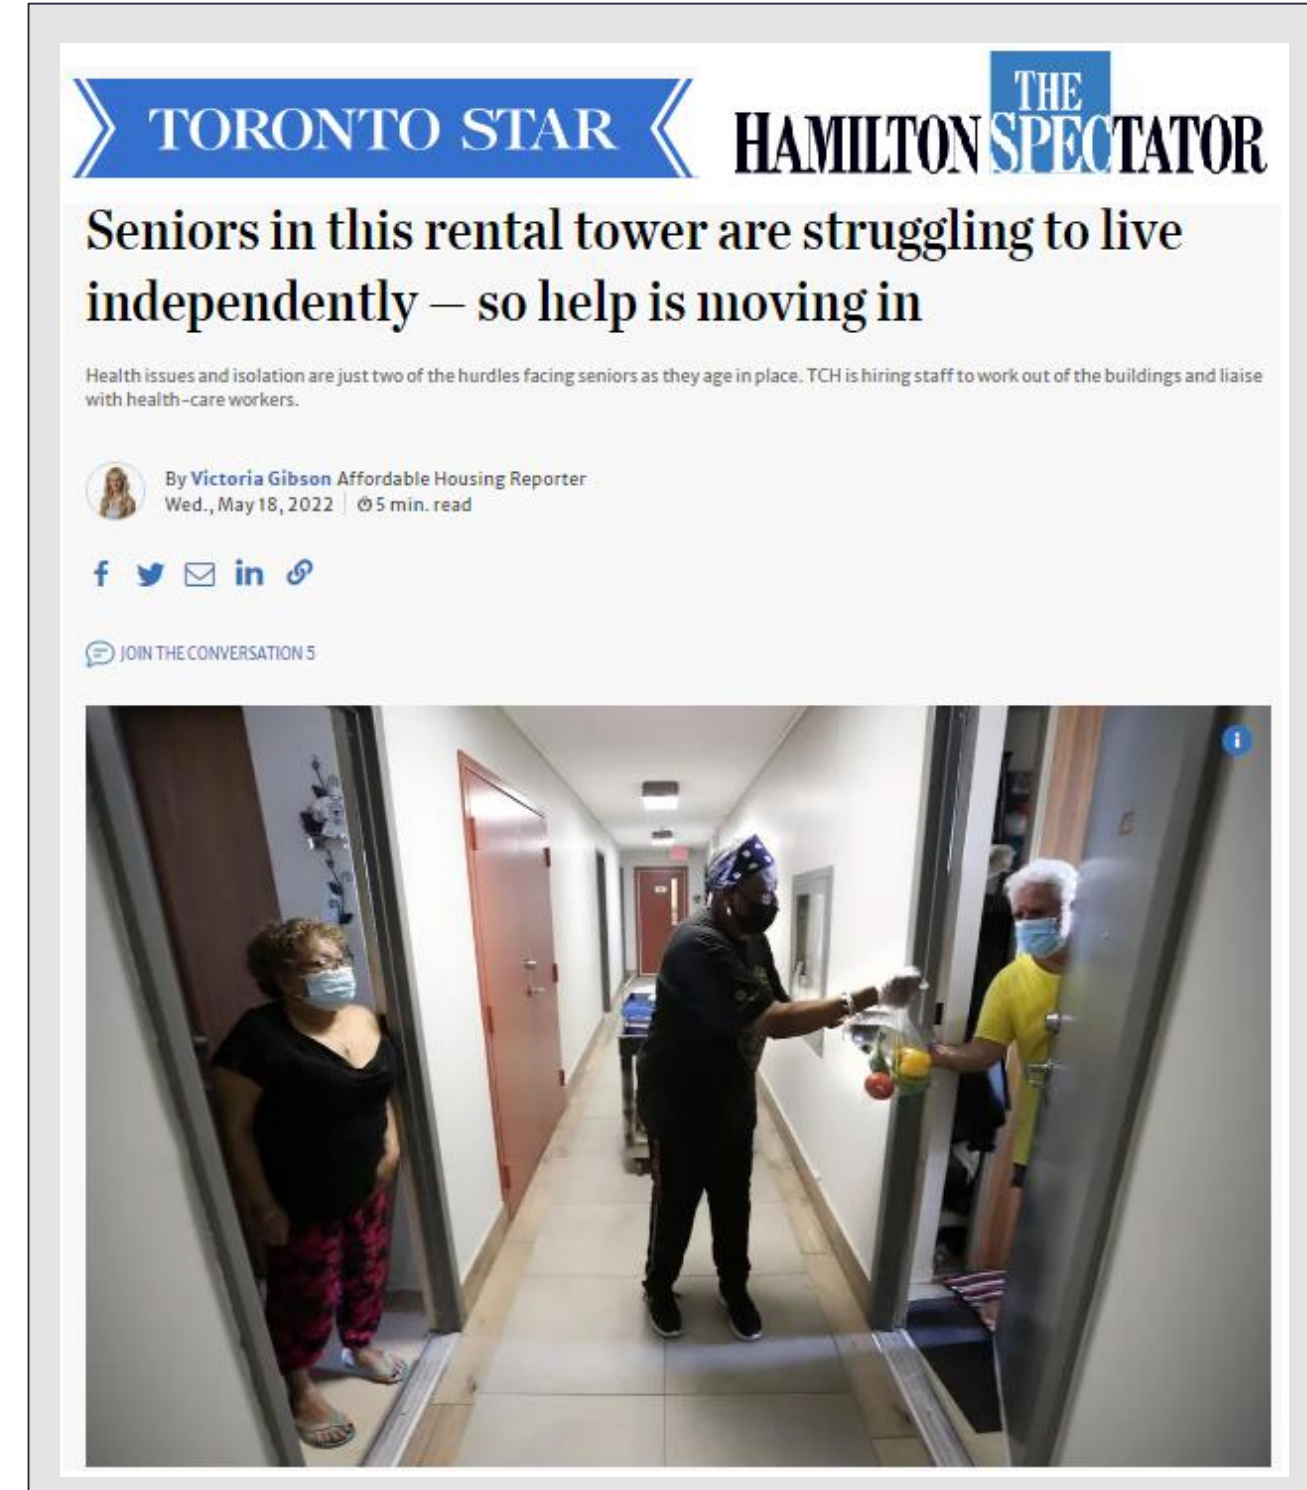 TORONTO STAR
THE
HAMILTON SPECTATOR
Seniors in this rental tower are struggling to live
independently — so help is moving in
Health issues and isolation are just two of the hurdles facing seniors as they age in place. TCH is hiring staff to work out of the buildings and liaise
with health-care workers.
By Victoria Gibson Affordable Housing Reporter
Wed., May 18, 2022 | 5 min. read
f in
JOIN THE CONVERSATION 5
i